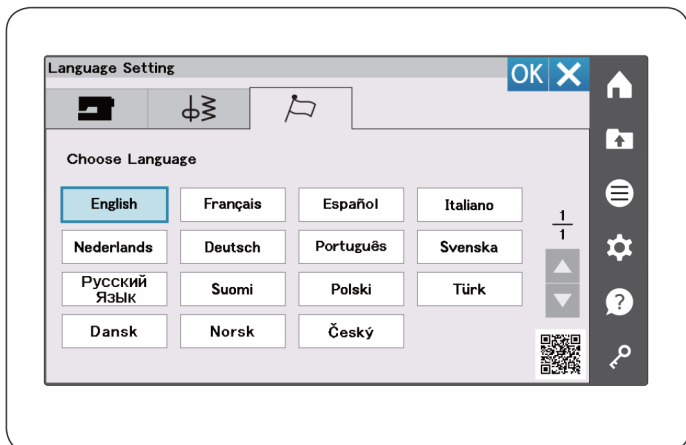 Language Setting
OK
Choose Language
English Français Español Italiano
1
1
Nederlands Deutsch Português Svenska
Русский
Язык
Suomi Polski Türk
?
Dansk Norsk Český